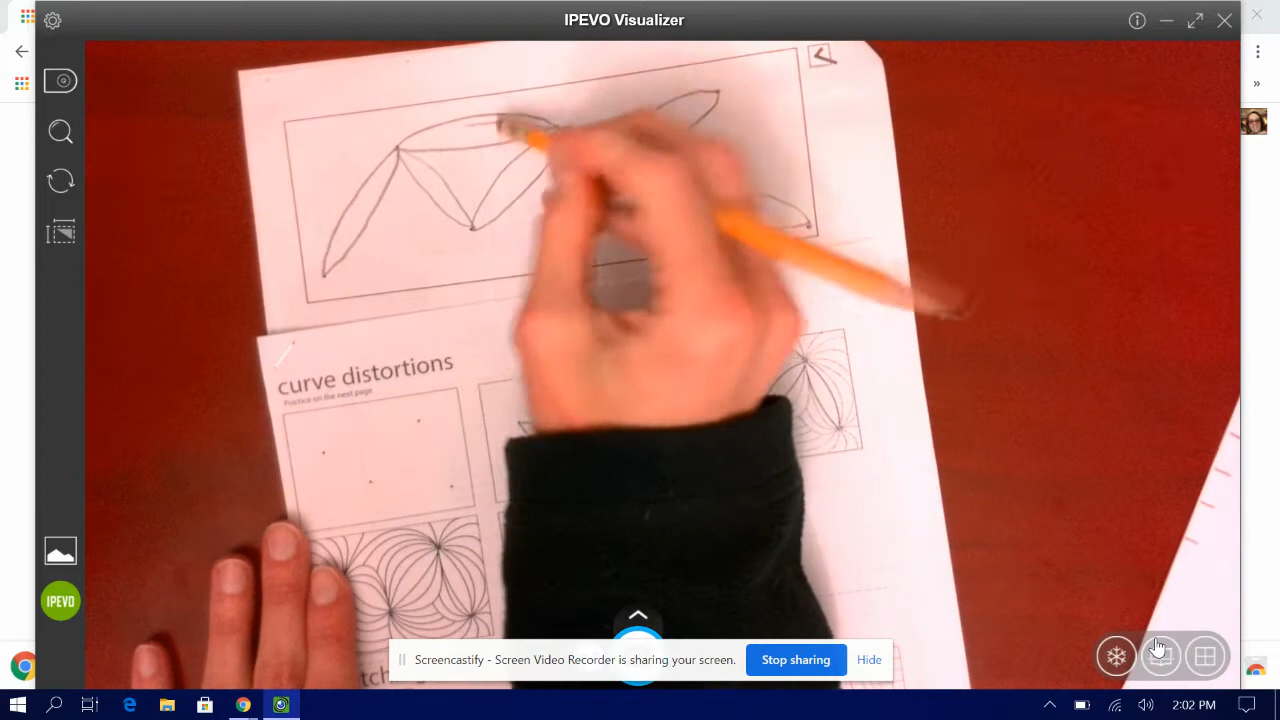 IPEVO Visualizer
curve distortions
Practice on the next page
IPEVO
Screencastify - Screen Video Recorder is sharing your screen.
Stop sharing
Hide
2:02 PM